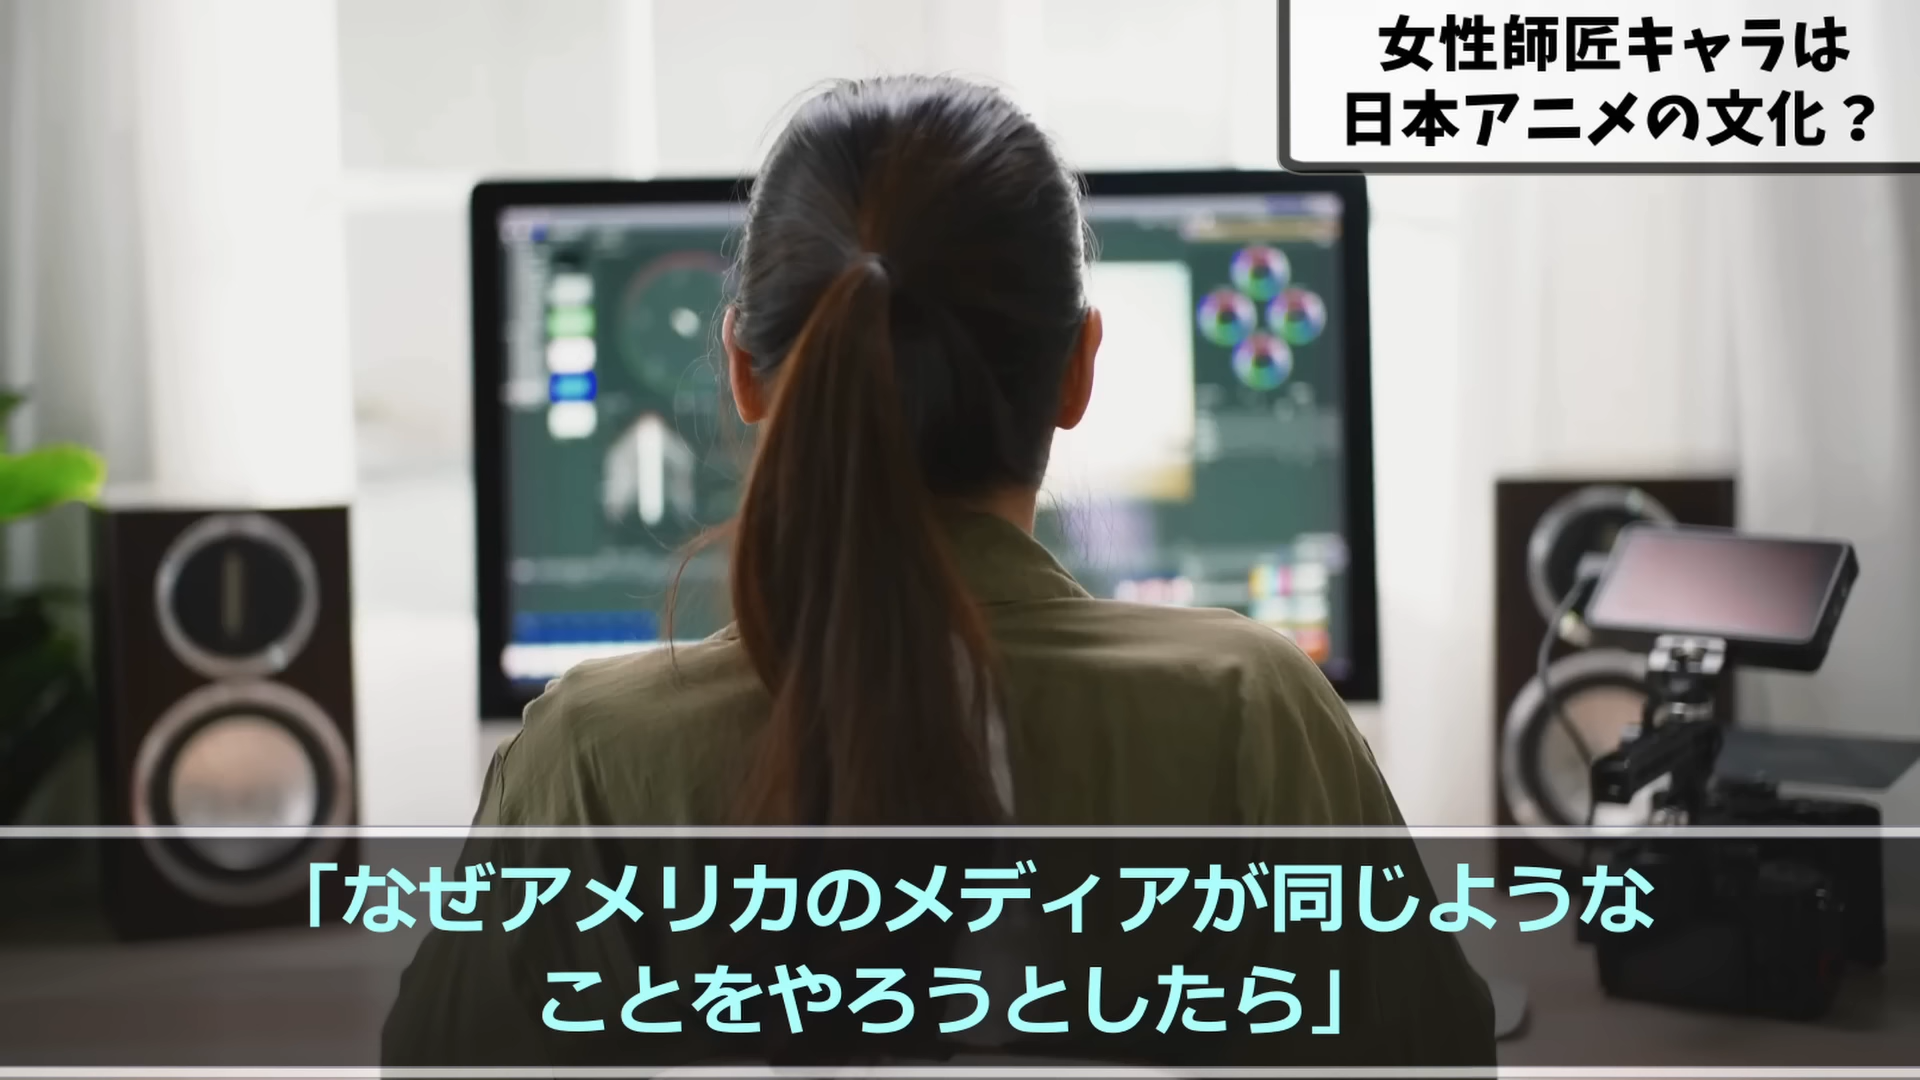 女性師匠キャラは
日本アニメの文化？
「なぜアメリカのメディアが同じような
ことをやろうとしたら」